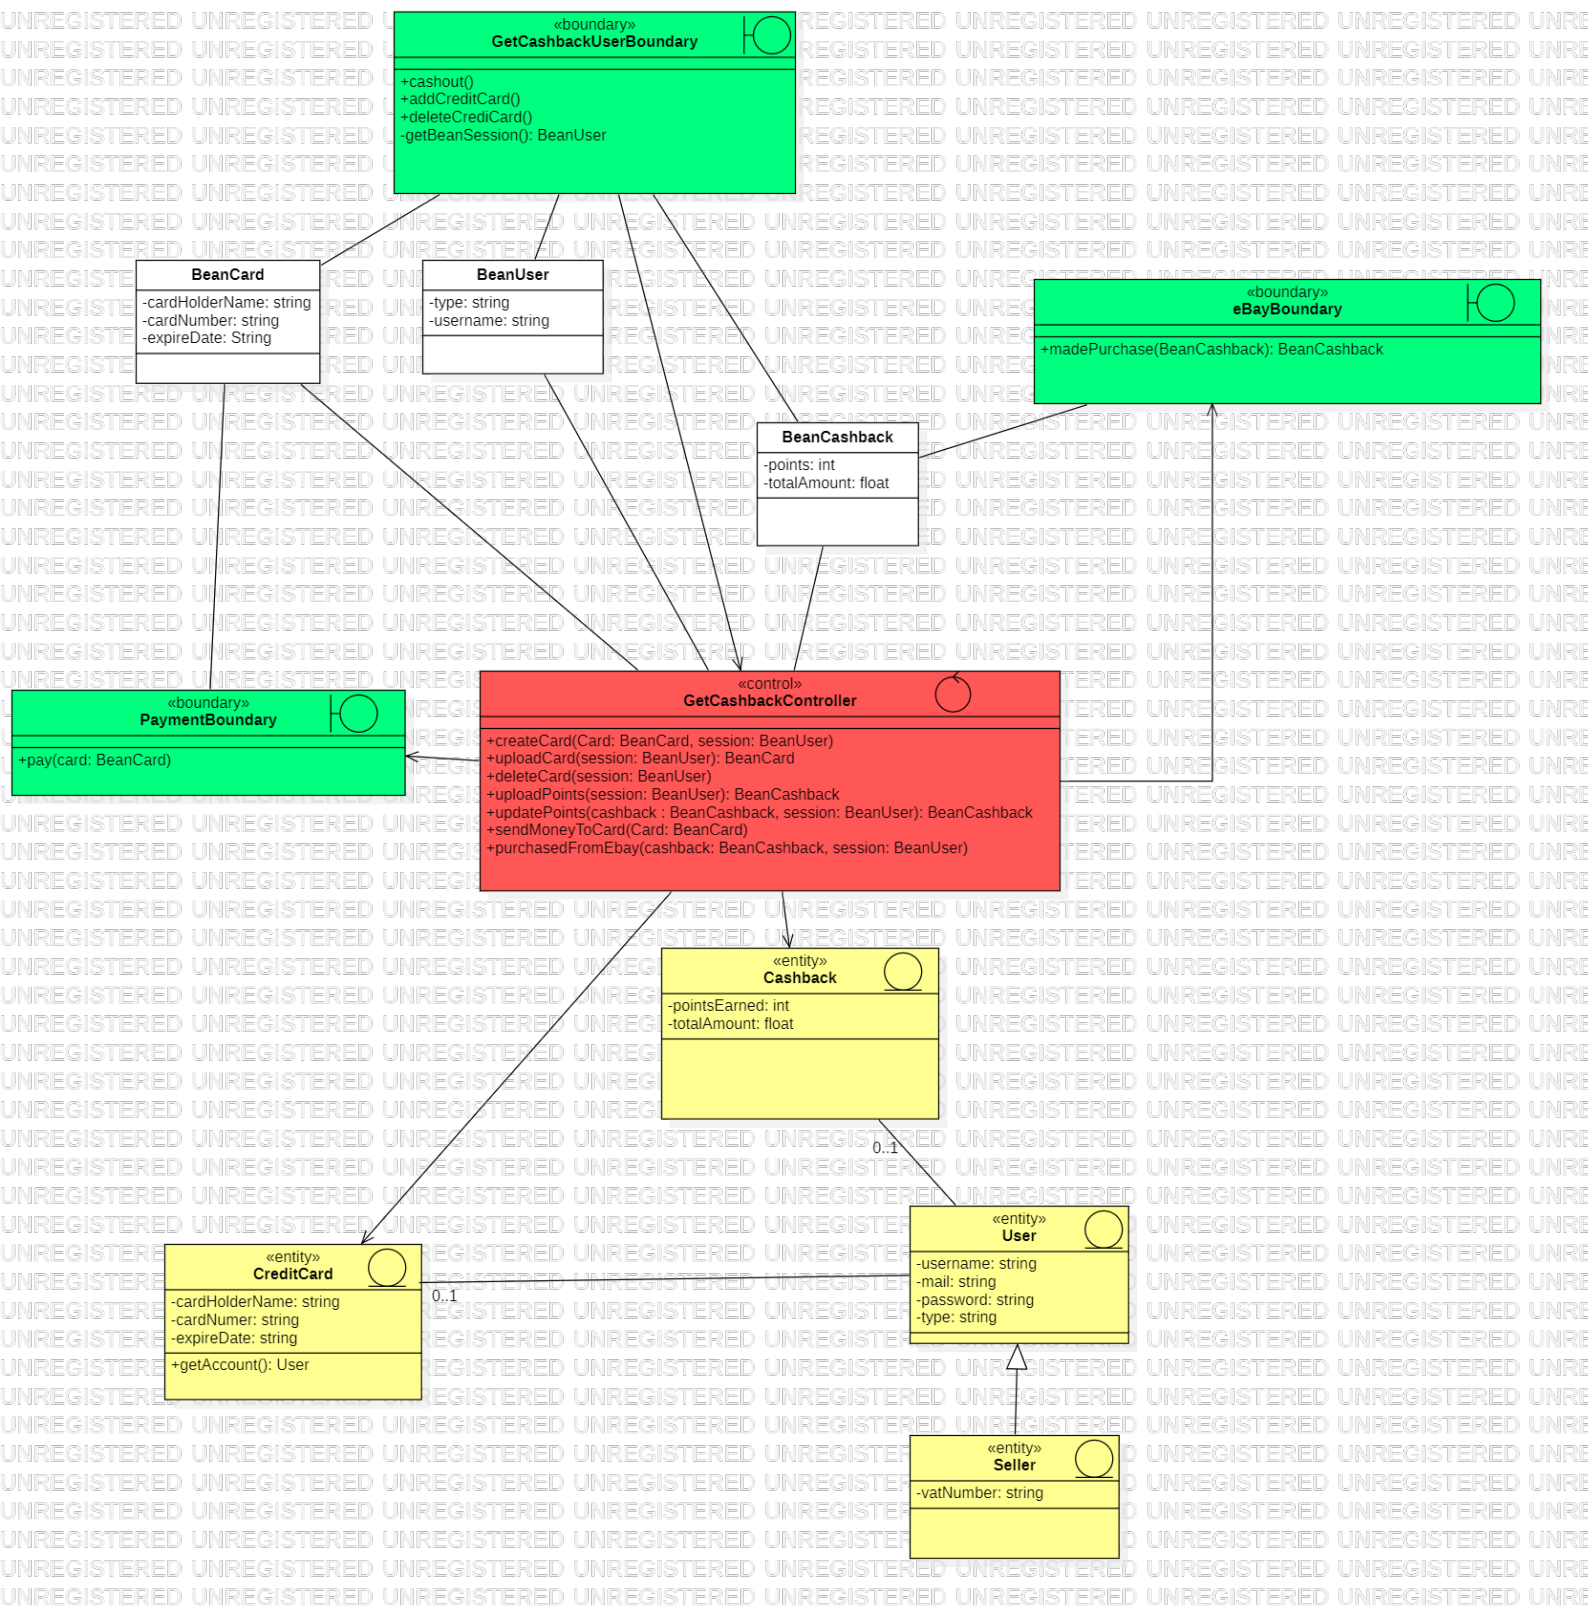 «boundary»
GetCashbackUserBoundary
+cashout()
+addCreditCard()
+deleteCrediCard()
-getBeanSession(): BeanUser
BeanCard
-cardHolderName: string
-cardNumber: string
-expireDate: String
BeanUser
-type: string
-username: string
«boundary»
eBayBoundary
+madePurchase(BeanCashback): BeanCashback
BeanCashback
-points: int
-totalAmount: float
«boundary»
PaymentBoundary
+pay(card: BeanCard)
«control»
GetCashbackController
+createCard(Card: BeanCard, session: BeanUser)
+uploadCard(session: BeanUser): BeanCard
+deleteCard(session: BeanUser)
+uploadPoints(session: BeanUser): BeanCashback
+updatePoints(cashback : BeanCashback, session: BeanUser): BeanCashback
+sendMoneyToCard(Card: BeanCard)
+purchasedFromEbay(cashback: BeanCashback, session: BeanUser)
«entity»
Cashback
-pointsEarned: int
-totalAmount: float
0..1
«entity»
User
-username: string
-mail: string
-password: string
-type: string
«entity»
CreditCard
-cardHolderName: string
-cardNumer: string
-expireDate: string
+getAccount(): User
0..1
«entity»
Seller
-vatNumber: string
UNREGISTERED